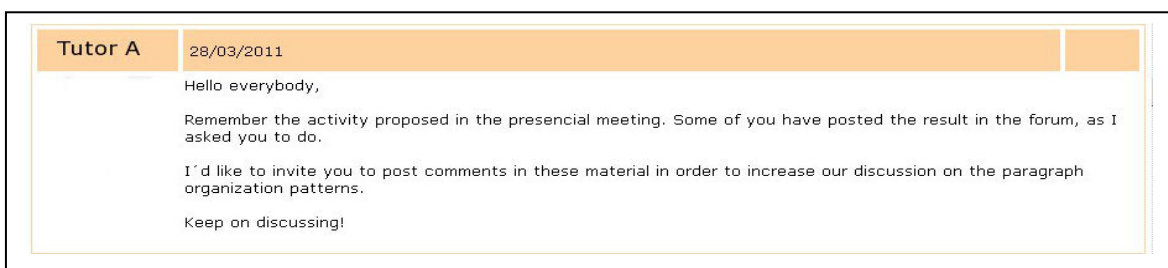 Tutor A
28/03/2011
Hello everybody,
Remember the activity proposed in the presencial meeting. Some of you have posted the result in the forum, as I
asked you to do.
I´d like to invite you to post comments in these material in order to increase our discussion on the paragraph
organization patterns.
Keep on discussing!